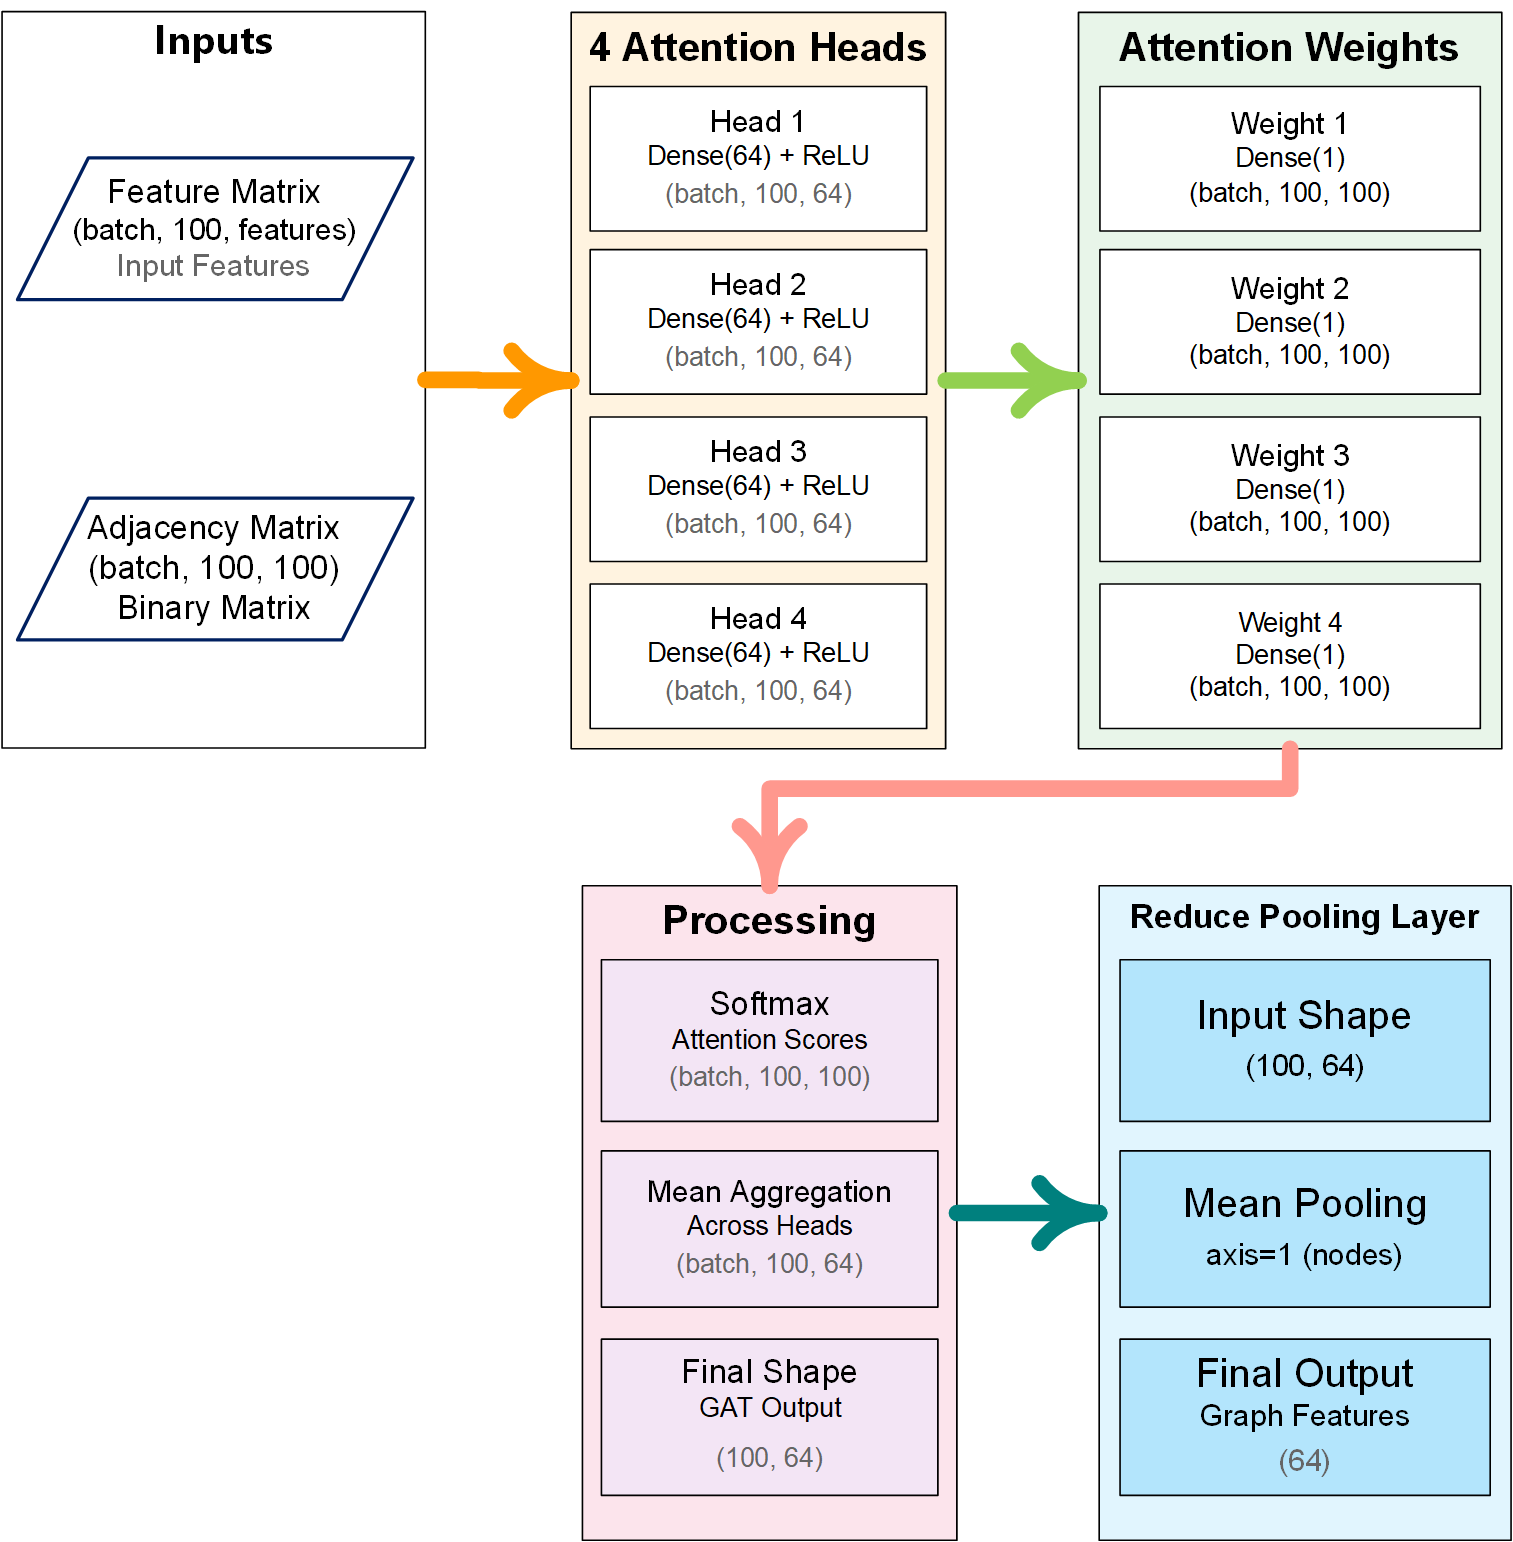 Inputs
Feature Matrix
(batch, 100, features)
Input Features
Adjacency Matrix
(batch, 100, 100)
Binary Matrix
4 Attention Heads
Head 1
Dense(64) + ReLU
(batch, 100, 64)
Head 2
Dense(64) + ReLU
(batch, 100, 64)
Head 3
Dense(64) + ReLU
(batch, 100, 64)
Head 4
Dense(64) + ReLU
(batch, 100, 64)
Attention Weights
Weight 1
Dense(1)
(batch, 100, 100)
Weight 2
Dense(1)
(batch, 100, 100)
Weight 3
Dense(1)
(batch, 100, 100)
Weight 4
Dense(1)
(batch, 100, 100)
Processing
Softmax
Attention Scores
(batch, 100, 100)
Mean Aggregation
Across Heads
(batch, 100, 64)
Final Shape
GAT Output
(100, 64)
Reduce Pooling Layer
Input Shape
(100, 64)
Mean Pooling
axis=1 (nodes)
Final Output
Graph Features
(64)